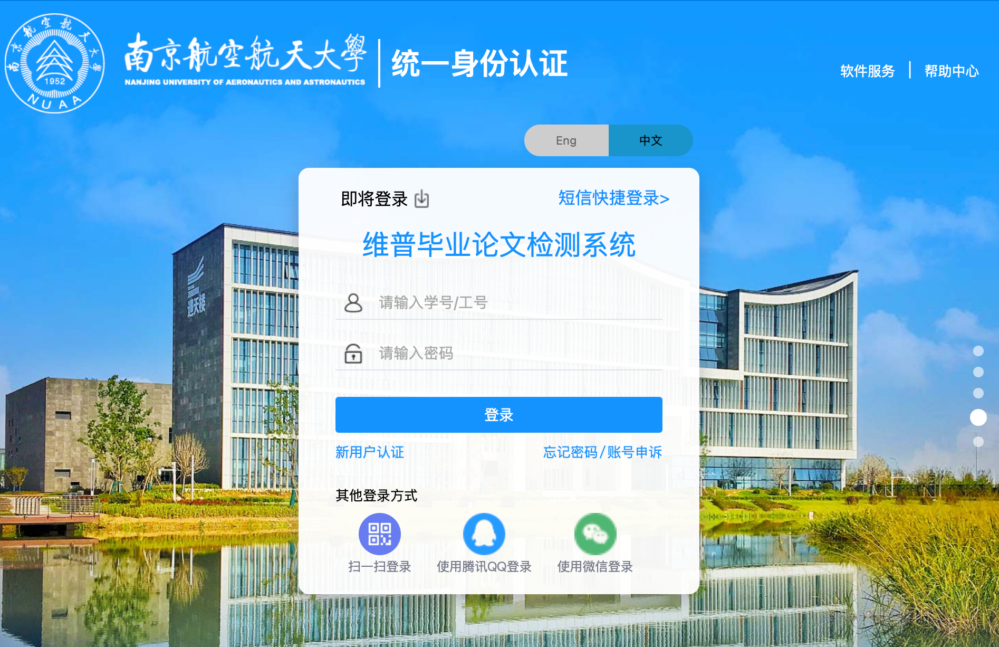 南京航空航天大學
1952
NUAA
南京航空航天大學
NANJING UNIVERSITY OF AERONAUTICS AND ASTRONAUTICS
统一身份认证
软件服务 | 帮助中心
Eng 中文
即将登录 短信快捷登录>
维普毕业论文检测系统
请输入学号/工号
请输入密码
登录
新用户认证 忘记密码/账号申诉
其他登录方式
扫一扫登录 使用腾讯QQ登录 使用微信登录